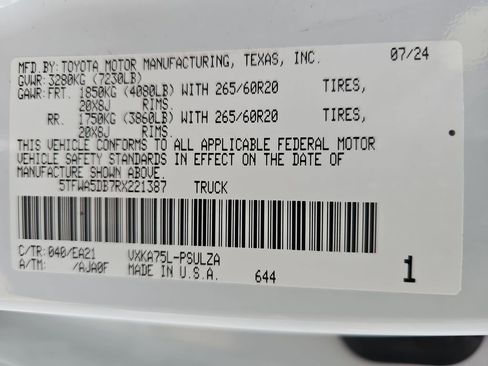 MFD BY: TOYOTA MOTOR MANUFACTURING, TEXAS, INC. 07/24
GVWR: 3280KG (7230LB)
GAWR: FRT. 1850KG (4080LB) WITH 265/60R20 TIRES,
20X8J RIMS.
RR. 1750KG (3860LB) WITH 265/60R20 TIRES,
20X8J RIMS.
THIS VEHICLE CONFORMS TO ALL APPLICABLE FEDERAL MOTOR
VEHICLE SAFETY STANDARDS IN EFFECT ON THE DATE OF
MANUFACTURE SHOWN ABOVE.
5TFWA5DB7RX221387 TRUCK
C/TR: 040/EA21 VXKA75L-PSULZA
A/TM: /AJA0F MADE IN U.S.A. 644 1